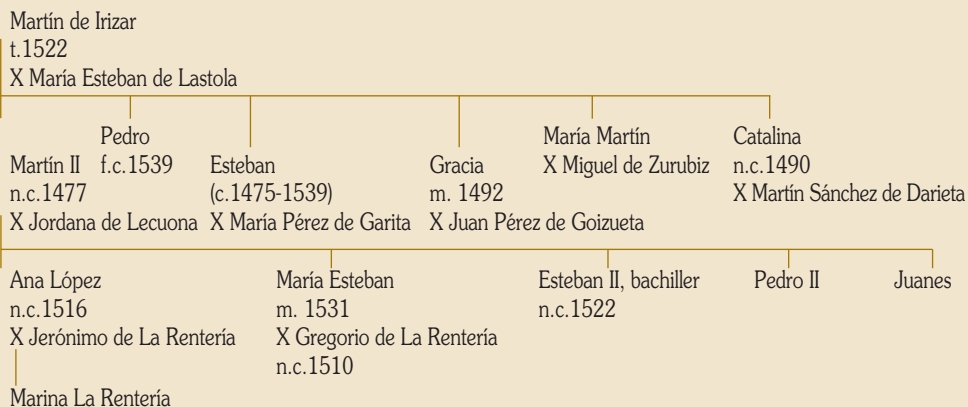 Martín de Irizar
t.1522
X María Esteban de Lastola
Pedro
f.c.1539
Martín II
n.c.1477
X Jordana de Lecuona
Esteban
(c.1475-1539)
X María Pérez de Garita
Gracia
m. 1492
X Juan Pérez de Goizueta
María Martín
X Miguel de Zurubiz
Catalina
n.c.1490
X Martín Sánchez de Darieta
Ana López
n.c.1516
X Jerónimo de La Rentería
María Esteban
m. 1531
X Gregorio de La Rentería
n.c.1510
Esteban II, bachiller
n.c.1522
Pedro II
Juanes
Marina La Rentería